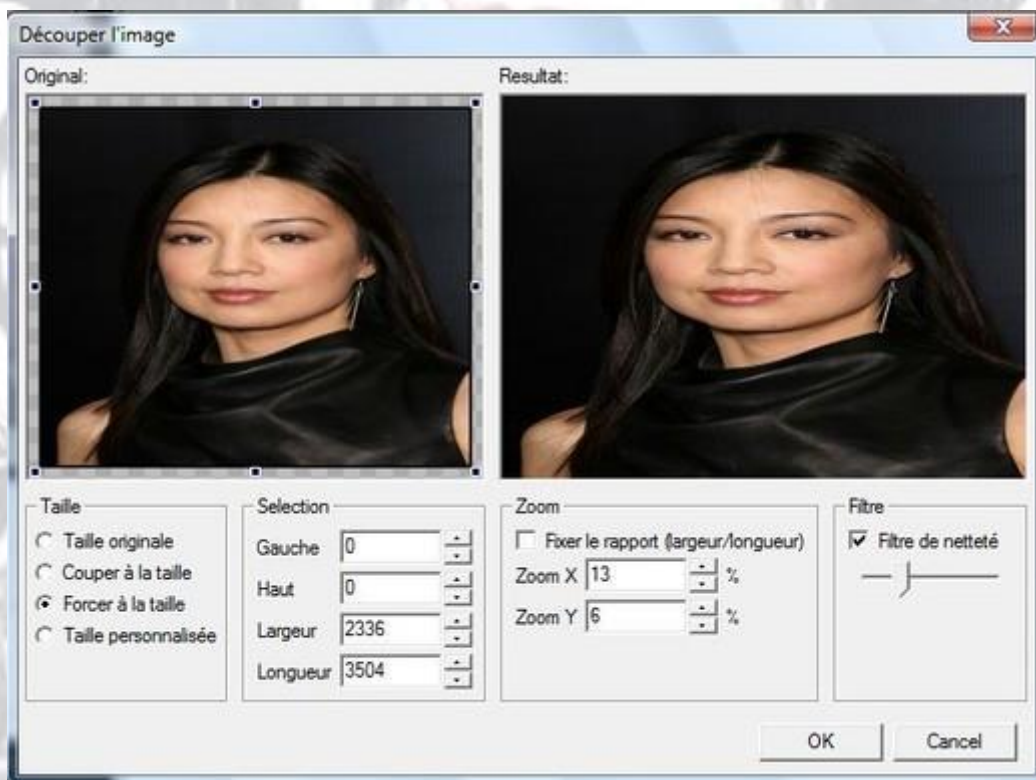 Découper l'image
Original:
Resultat:
Taille
Taille originale
Couper à la taille
Forcer à la taille
Taille personnalisée
Selection
Gauche 0
Haut 0
Largeur 2336
Longueur 3504
Zoom
Fixer le rapport (largeur/longueur)
Zoom X 13 %
Zoom Y 6 %
Filtre
Filtre de netteté
OK
Cancel